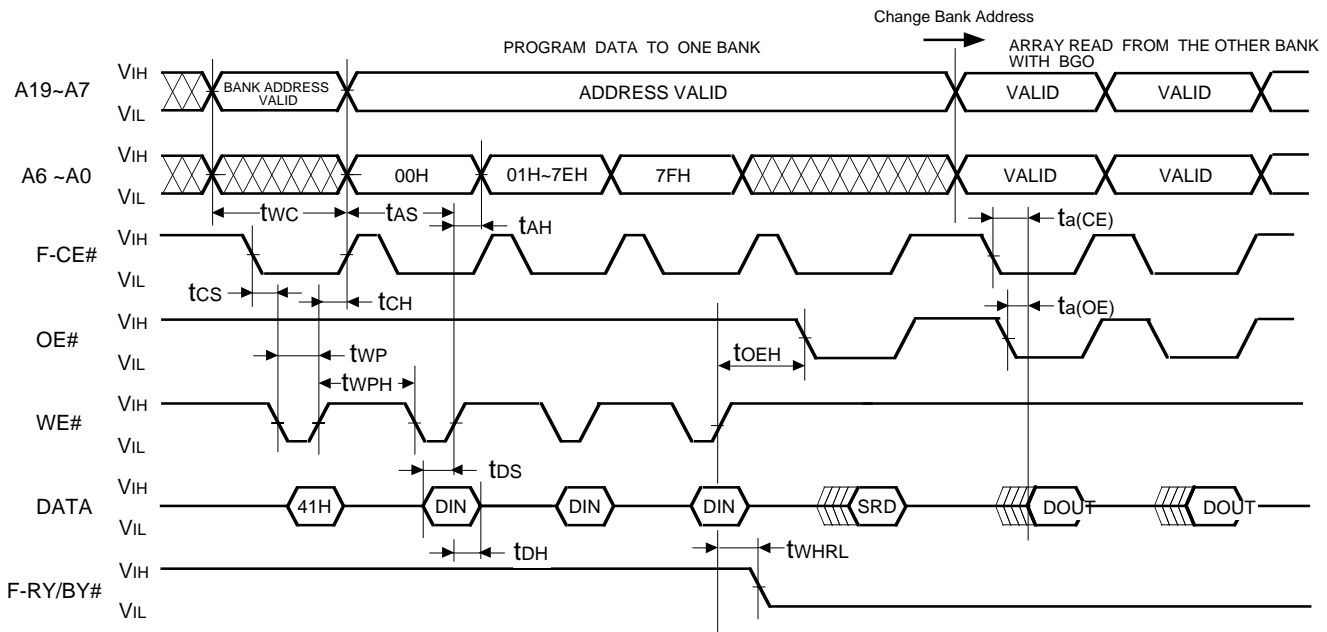 Change Bank Address
PROGRAM DATA TO ONE BANK
ARRAY READ FROM THE OTHER BANK
WITH BGO
A19~A7
VIH
VIL
BANK ADDRESS
VALID
ADDRESS VALID
VALID
VALID
A6 ~A0
VIH
VIL
00H
01H~7EH
7FH
VALID
VALID
tWC
tAS
tAH
ta(CE)
F-CE#
VIH
VIL
tCS
tCH
ta(OE)
OE#
VIH
VIL
tWP
tOEH
tWPH
WE#
VIH
VIL
tDS
DATA
VIH
VIL
41H
DIN
DIN
DIN
SRD
DOUT
DOUT
tDH
tWHRL
F-RY/BY#
VIH
VIL